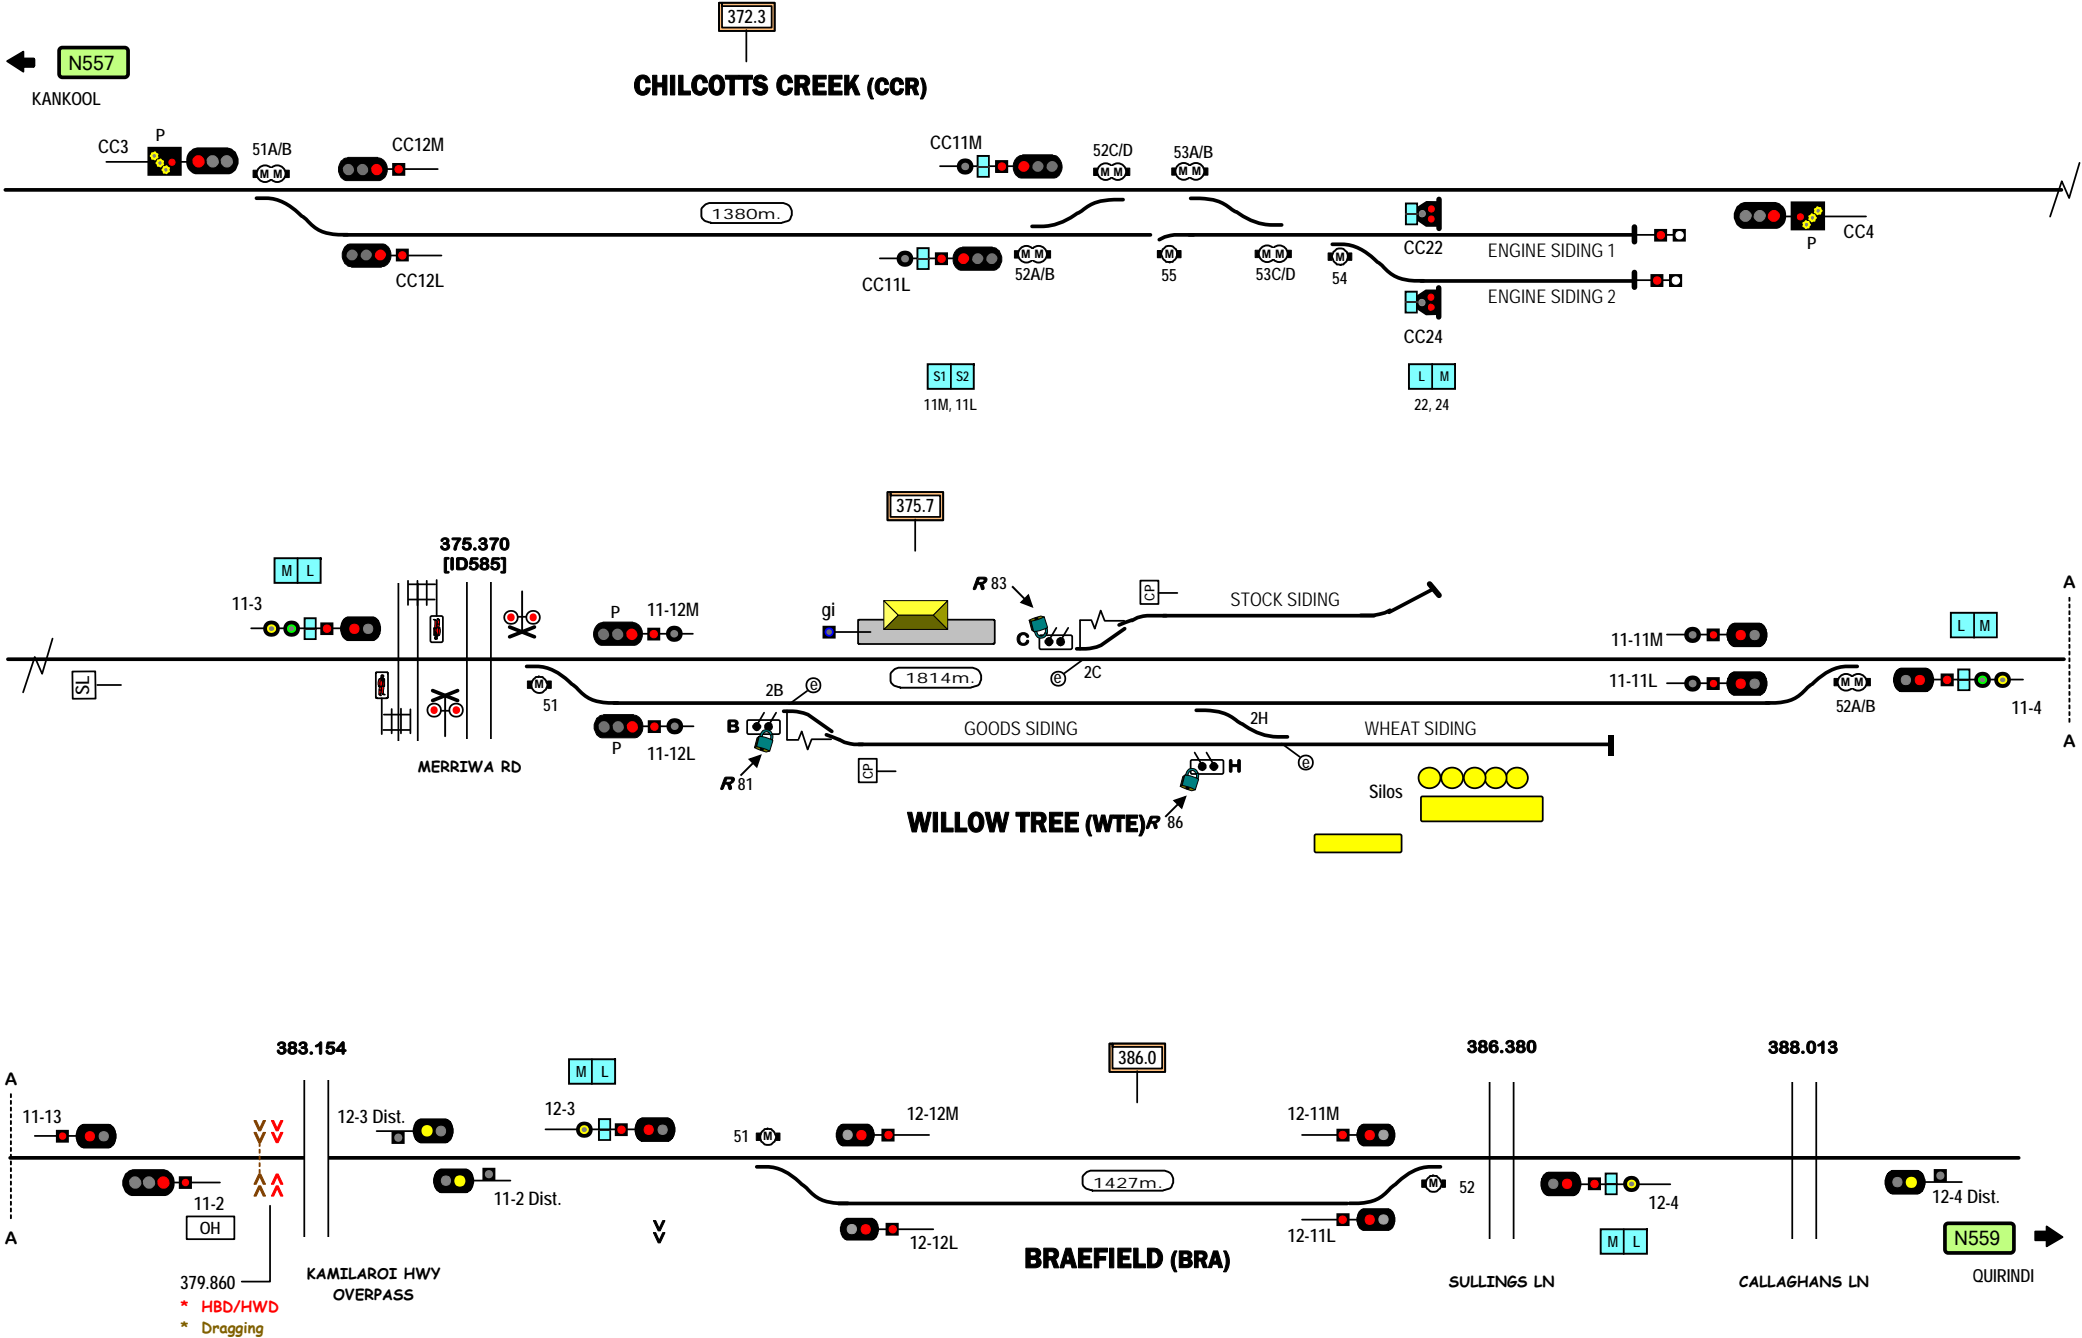 372.3
N557
KANKOOL
CHILCOTTS CREEK (CCR)
CC3
P
51A/B
CC12M
CC11M
52C/D
53A/B
M M
M M
M M
1380m.
CC12L
CC11L
M M
52A/B
M
55
M M
53C/D
M
54
CC22
ENGINE SIDING 1
CC24
ENGINE SIDING 2
P
CC4
S1 S2
11M, 11L
L M
22, 24
375.7
375.370
[ID585]
M L
11-3
P
11-12M
gi
R 83
C
CP
STOCK SIDING
11-11M
L M
A
SL
M
51
2B
e
1814m.
e
2C
11-11L
M M
52A/B
11-4
P
11-12L
B
R 81
CP
GOODS SIDING
2H
WHEAT SIDING
e
H
R 86
Silos
A
MERRIWA RD
WILLOW TREE (WTE)
383.154
M L
386.0
386.380
388.013
A
11-13
12-3 Dist.
12-3
51
M
12-12M
12-11M
11-2
OH
11-2 Dist.
1427m.
M
52
12-4
12-4 Dist.
A
12-12L
12-11L
M L
N559
379.860
* HBD/HWD
* Dragging
KAMILAROI HWY
OVERPASS
BRAEFIELD (BRA)
SULLINGS LN
CALLAGHANS LN
QUIRINDI